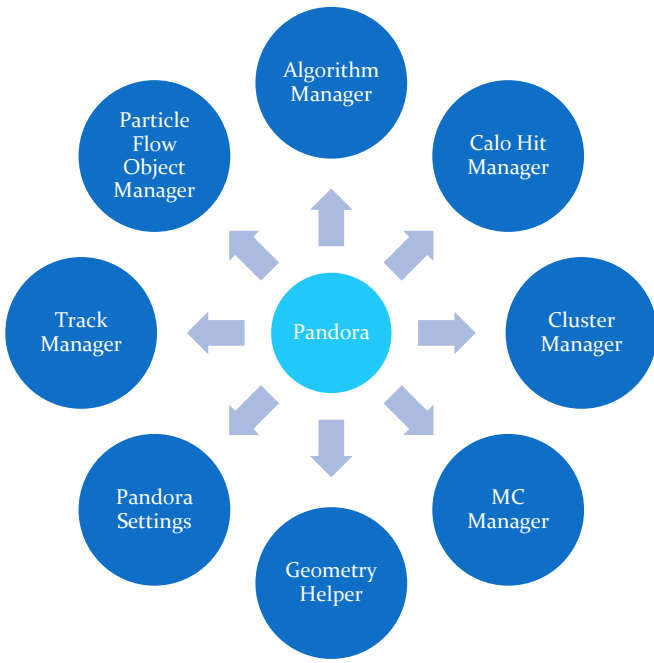 Algorithm
Manager
Particle
Flow
Object
Manager
Calo Hit
Manager
Track
Manager
Pandora
Cluster
Manager
Pandora
Settings
MC
Manager
Geometry
Helper